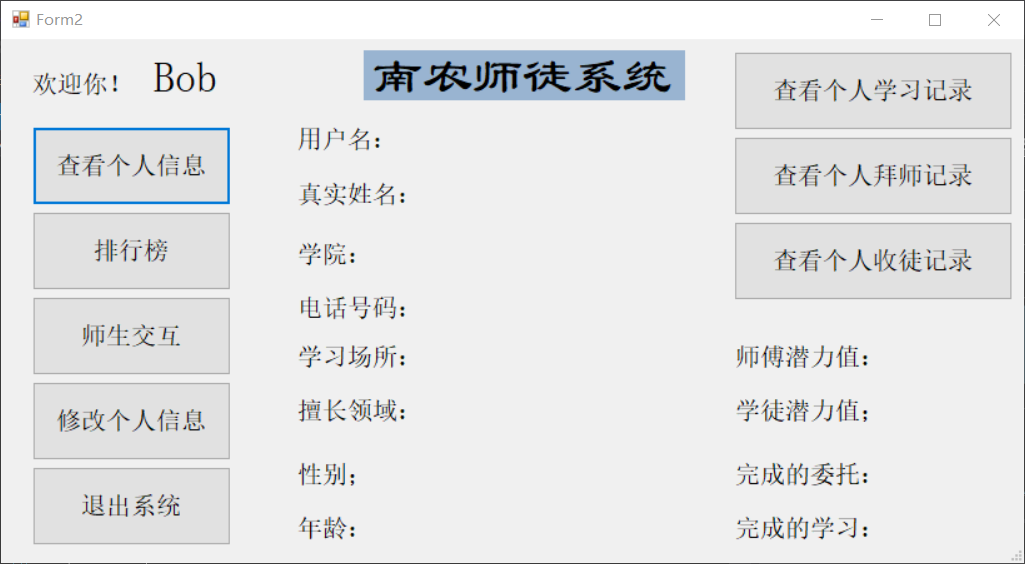 Form2
欢迎你！ Bob
南农师徒系统
查看个人信息
排行榜
师生交互
修改个人信息
退出系统
用户名：
真实姓名：
学院：
电话号码：
学习场所：
擅长领域：
性别；
年龄：
查看个人学习记录
查看个人拜师记录
查看个人收徒记录
师傅潜力值：
学徒潜力值；
完成的委托：
完成的学习：